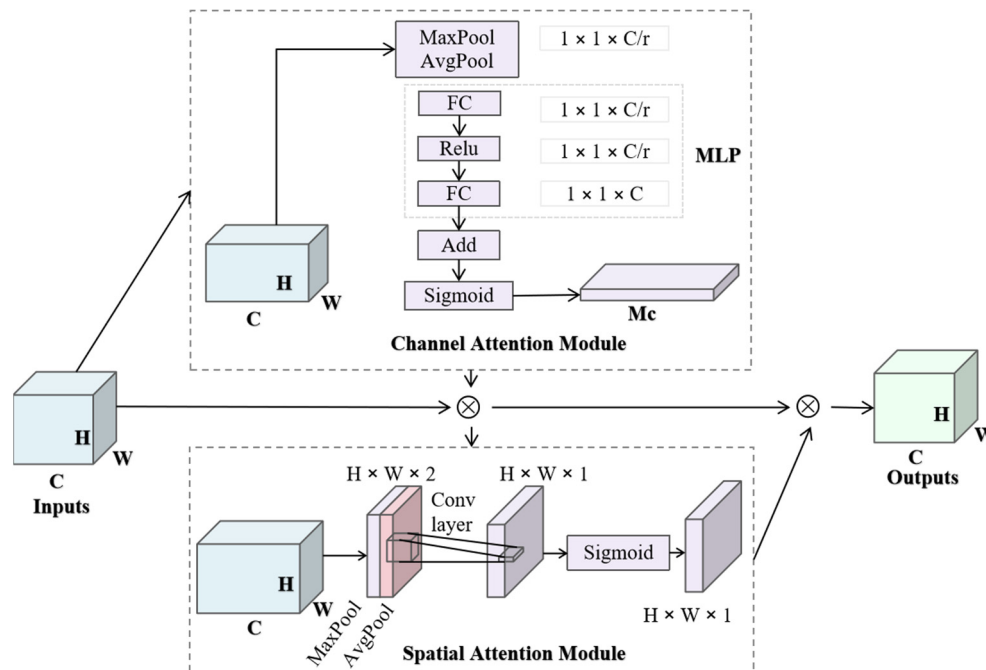 MaxPool
AvgPool
1 × 1 × C/r
FC
1 × 1 × C/r
Relu
1 × 1 × C/r
MLP
FC
1 × 1 × C
Add
H
W
C
Sigmoid
Mc
Channel Attention Module
H
W
C
Inputs
H
W
C
Outputs
H × W × 2
Conv
layer
H × W × 1
Sigmoid
H
W
C
MaxPool
AvgPool
H × W × 1
Spatial Attention Module